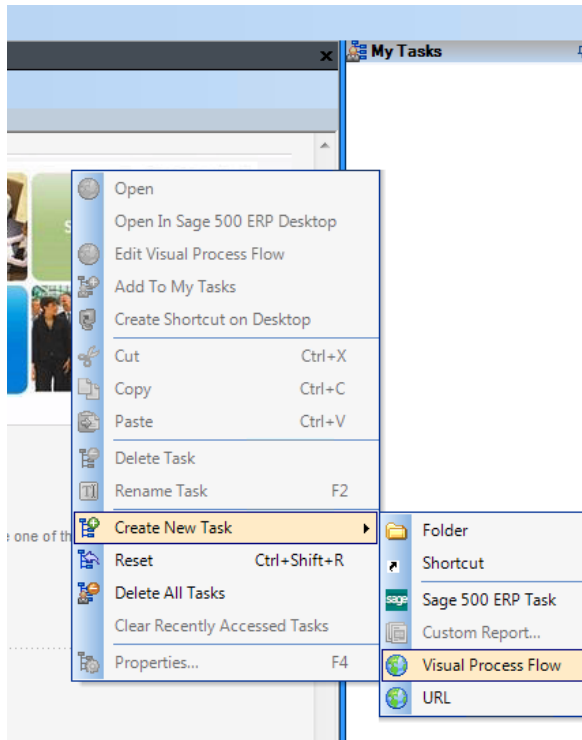 x
My Tasks
S
Open
Open In Sage 500 ERP Desktop
Edit Visual Process Flow
Add To My Tasks
Create Shortcut on Desktop
Cut Ctrl+X
Copy Ctrl+C
Paste Ctrl+V
Delete Task
Rename Task F2
e one of th
Create New Task
Reset Ctrl+Shift+R
Delete All Tasks
Clear Recently Accessed Tasks
Properties... F4
Folder
Shortcut
sage Sage 500 ERP Task
Custom Report...
Visual Process Flow
URL